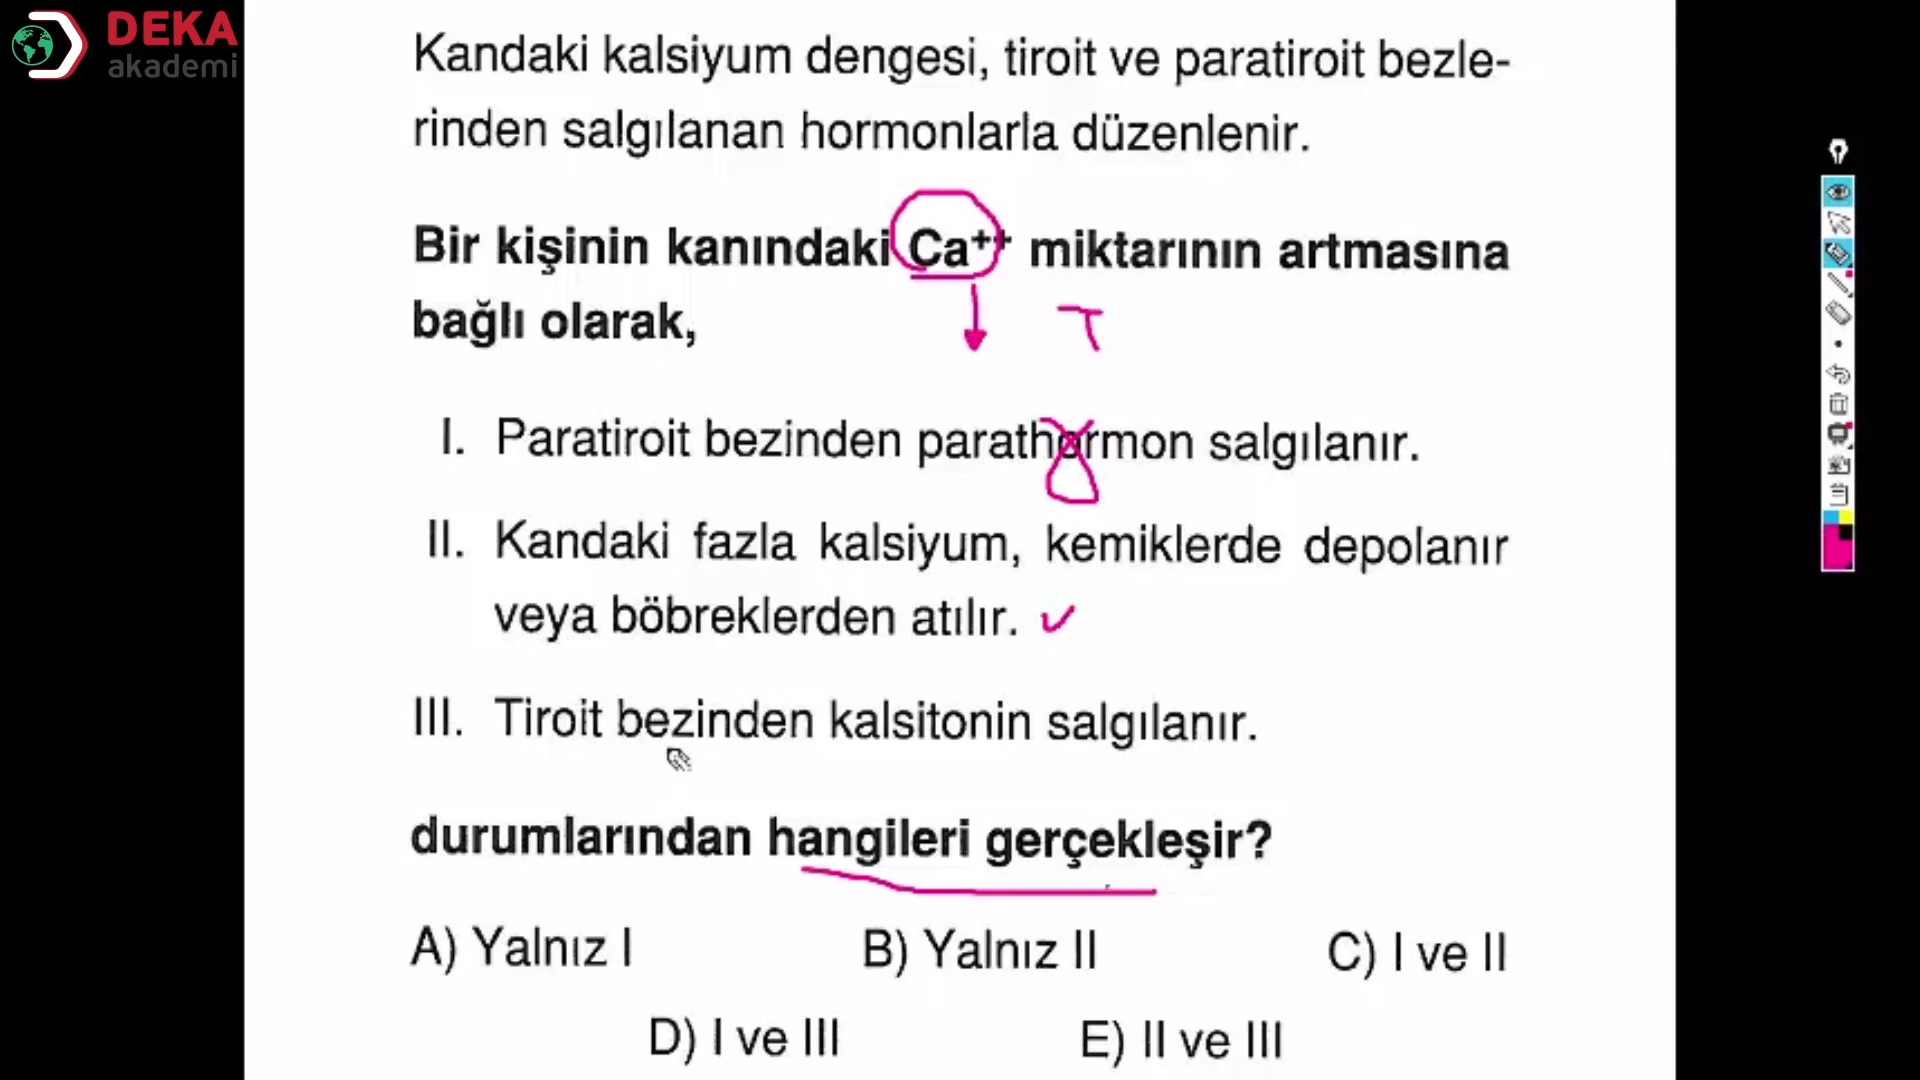 DEKA
akademi
Kandaki kalsiyum dengesi, tiroit ve paratiroit bezle-
rinden salgılanan hormonlarla düzenlenir.
Bir kişinin kanındaki Ca⁺⁺ miktarının artmasına
bağlı olarak,
I. Paratiroit bezinden parathormon salgılanır.
II. Kandaki fazla kalsiyum, kemiklerde depolanır
veya böbreklerden atılır.
III. Tiroit bezinden kalsitonin salgılanır.
durumlarından hangileri gerçekleşir?
A) Yalnız I B) Yalnız II C) I ve II
D) I ve III E) II ve III